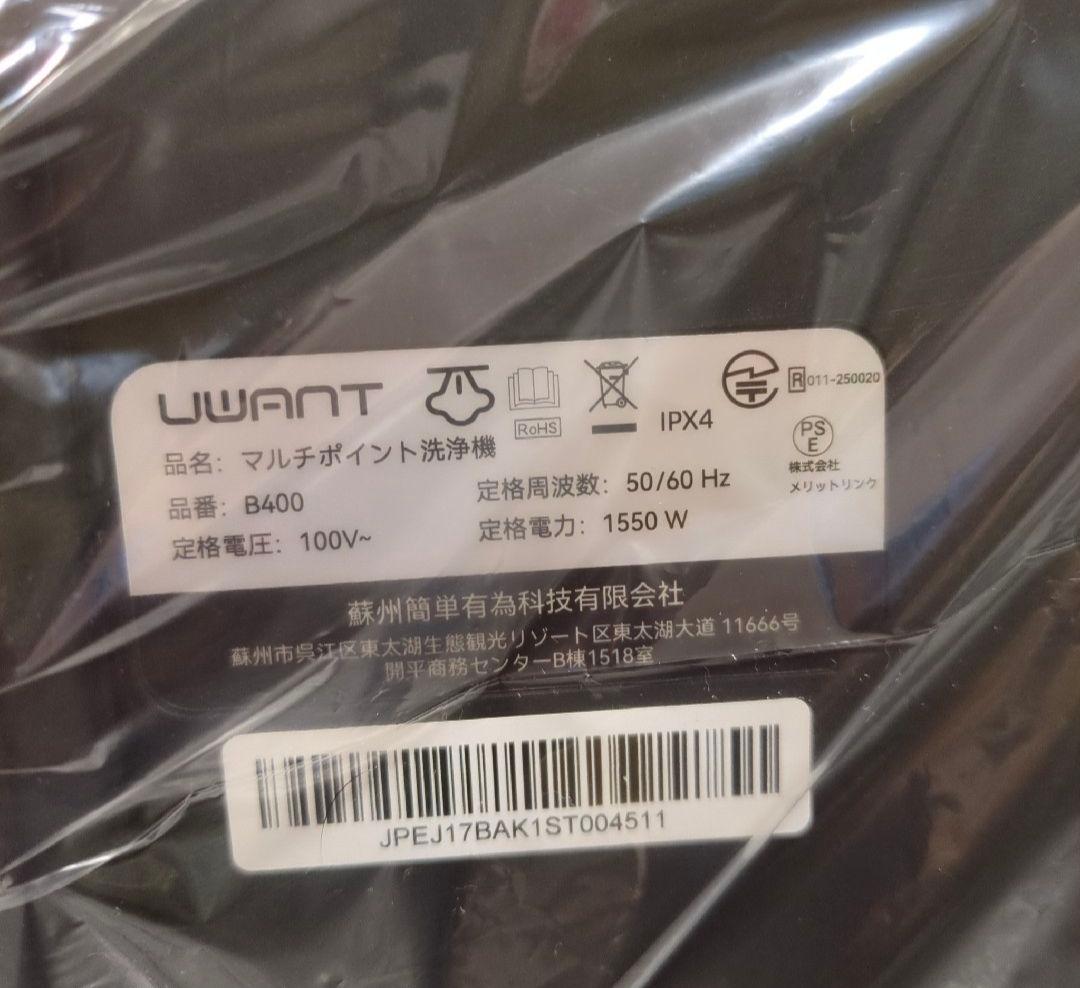 UWANT
RoHS
IPX4
R 011-250020
PS
E
株式会社
メリットリンク
品名: マルチポイント洗浄機
品番: B400
定格周波数: 50/60 Hz
定格電圧: 100V~
定格電力: 1550 W
蘇州簡単有為科技有限会社
蘇州市呉江区東太湖生態観光リゾート区東太湖大道 11666号
開平商務センターB棟1518室
JPEJ17BAK1ST004511